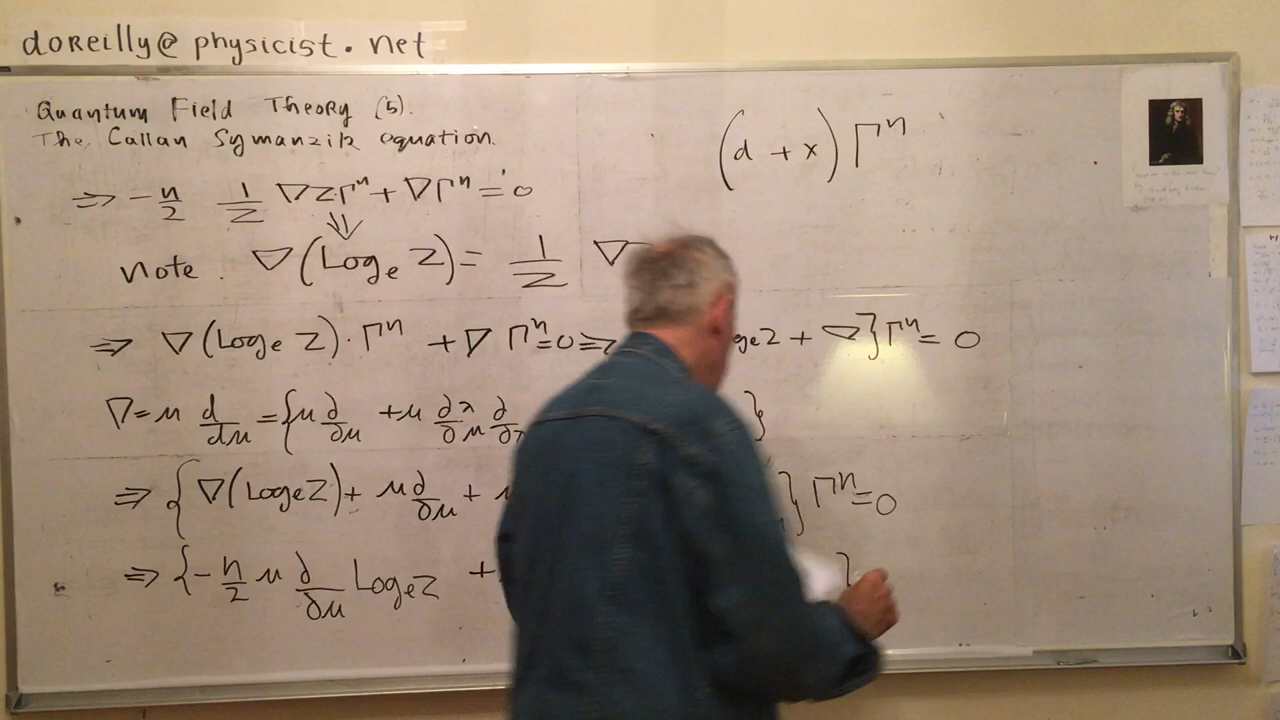 doReilly@physicist.net
Quantum Field Theory (5).
The Callan Symanzik equation.
(d + x) Γⁿ
⇒ - n/2 1/Z ∇ZΓⁿ + ∇Γⁿ = 0
⇓
note. ∇(Logₑ Z) = 1/Z ∇
⇒ ∇(Logₑ Z)·Γⁿ + ∇Γⁿ = 0 ⇒ geZ + ∇}Γⁿ = 0
∇ = μ d/dμ = {μ ∂/∂μ + μ ∂λ/∂μ ∂/∂λ }
⇒ {∇(LogeZ) + μ∂/∂μ + } Γⁿ = 0
⇒ {- n/2 μ ∂/∂μ LogeZ + }